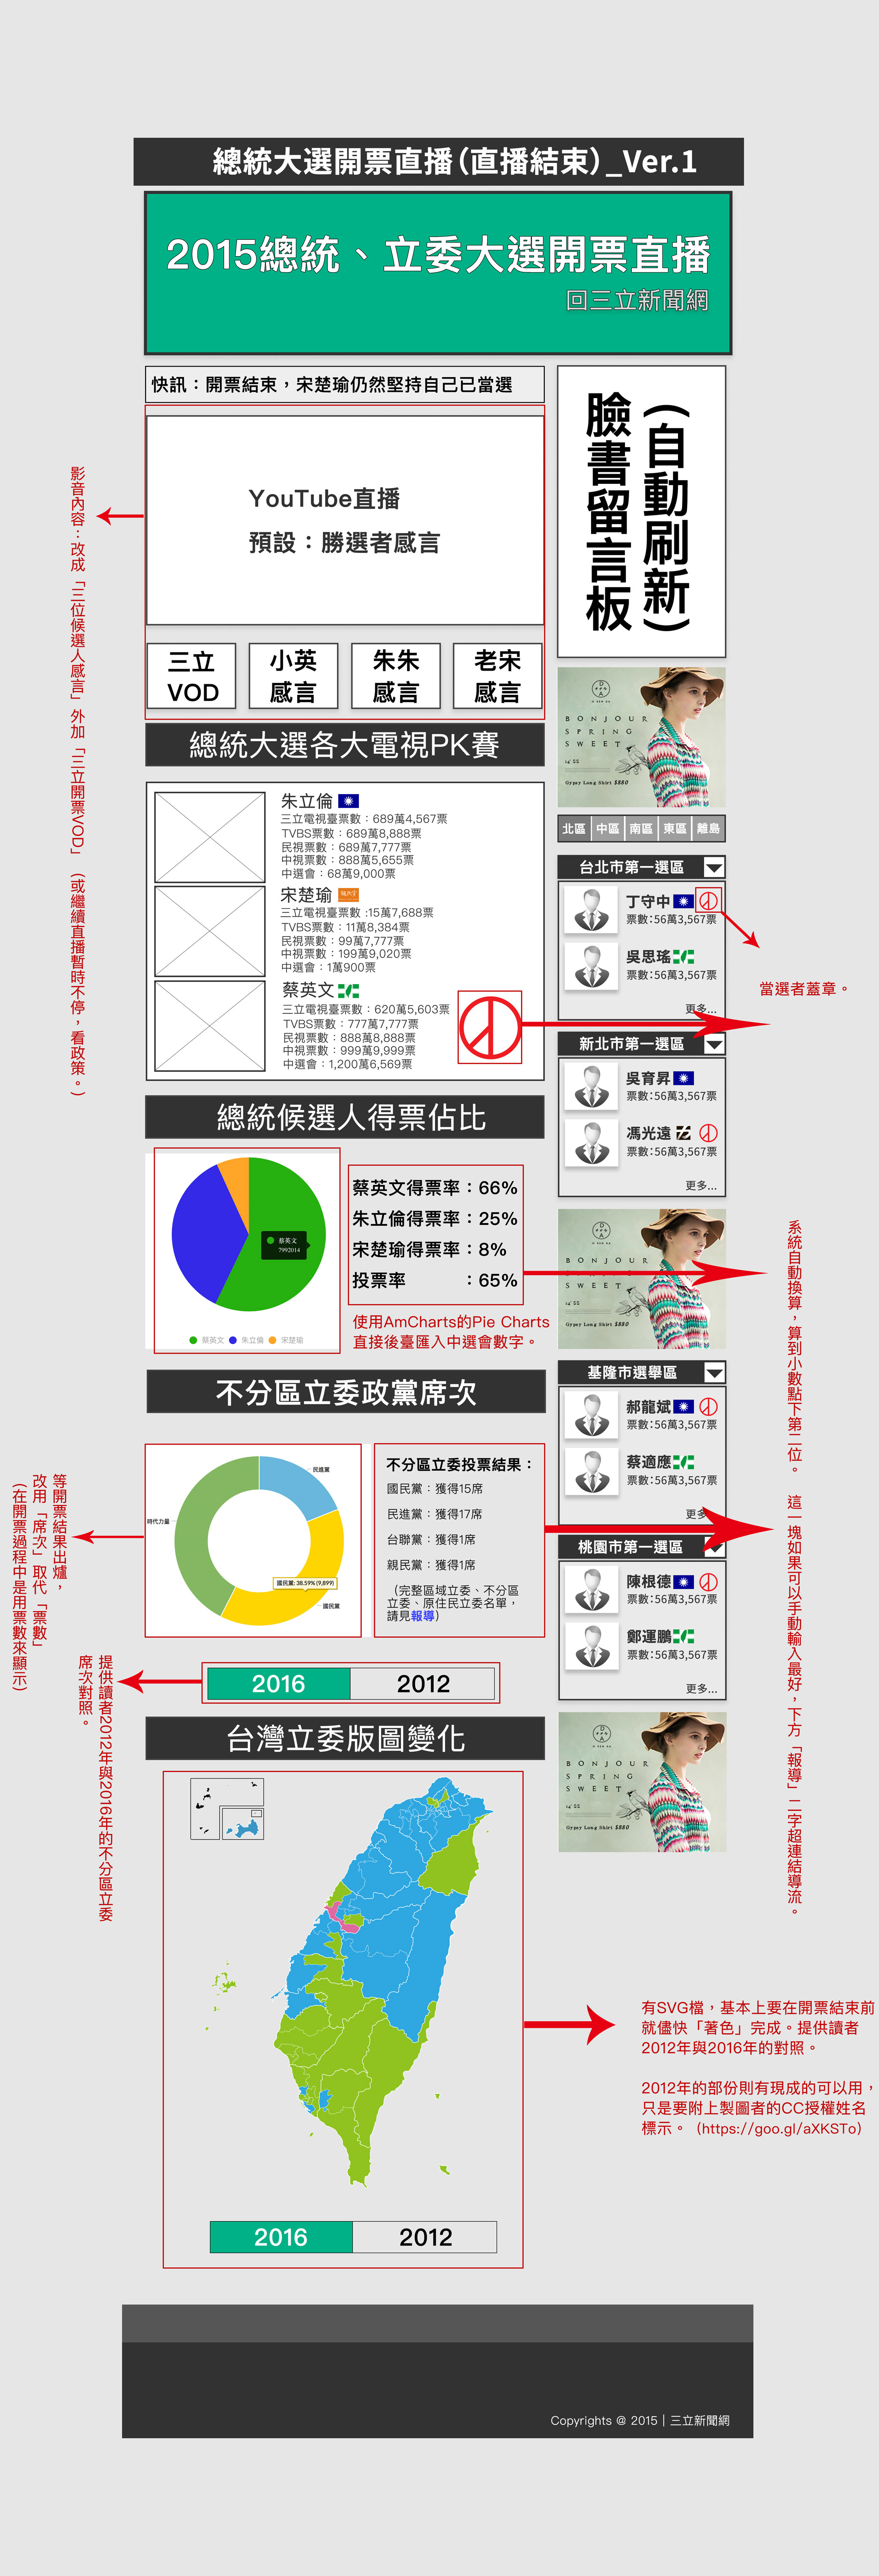 總統大選開票直播（直播結束）_Ver.1
2015總統、立委大選開票直播
回三立新聞網
快訊：開票結束，宋楚瑜仍然堅持自己已當選
YouTube直播
預設：勝選者感言
三立
VOD
小英
感言
朱朱
感言
老宋
感言
影音內容：改成「三位候選人感言」外加「三立開票VOD」（或繼續直播暫時不停，看政策。）
（自動刷新）
臉書留言板
總統大選各大電視PK賽
朱立倫
三立電視臺票數：689萬4,567票
TVBS票數：689萬8,888票
民視票數：689萬7,777票
中視票數：888萬5,655票
中選會：68萬9,000票
宋楚瑜
三立電視臺票數 :15萬7,688票
TVBS票數：11萬8,384票
民視票數：99萬7,777票
中視票數：199萬9,020票
中選會：1萬900票
蔡英文
三立電視臺票數：620萬5,603票
TVBS票數：777萬7,777票
民視票數：888萬8,888票
中視票數：999萬9,999票
中選會：1,200萬6,569票
BONJOUR
SPRING
SWEET
Gypsy Long Shirt $880
北區
中區
南區
東區
離島
台北市第一選區
丁守中
票數:56萬3,567票
吳思瑤
票數:56萬3,567票
更多...
當選者蓋章。
新北市第一選區
吳育昇
票數:56萬3,567票
馮光遠
票數:56萬3,567票
更多...
總統候選人得票佔比
蔡英文
7992014
蔡英文
朱立倫
宋楚瑜
蔡英文得票率：66%
朱立倫得票率：25%
宋楚瑜得票率：8%
投票率：65%
使用AmCharts的Pie Charts
直接後臺匯入中選會數字。
BONJOUR
SPRING
SWEET
Gypsy Long Shirt $880
系統自動換算，算到小數點下第二位。 這一塊如果可以手動輸入最好，下方「報導」二字超連結導流。
不分區立委政黨席次
民進黨
時代力量
國民黨: 38.59% (9,899)
國民黨
不分區立委投票結果：
國民黨：獲得15席
民進黨：獲得17席
台聯黨：獲得1席
親民黨：獲得1席
（完整區域立委、不分區
立委、原住民立委名單，
請見報導）
等開票結果出爐，
改用「席次」取代「票數」
（在開票過程中是用票數來顯示）
基隆市選舉區
郝龍斌
票數:56萬3,567票
蔡適應
票數:56萬3,567票
更多
桃園市第一選區
陳根德
票數:56萬3,567票
鄭運鵬
票數:56萬3,567票
更多...
2016
2012
提供讀者2012年與2016年的不分區立委
席次對照。
台灣立委版圖變化
BONJOUR
SPRING
SWEET
Gypsy Long Shirt $880
有SVG檔，基本上要在開票結束前
就儘快「著色」完成。提供讀者
2012年與2016年的對照。
2012年的部份則有現成的可以用，
只是要附上製圖者的CC授權姓名
標示。（https://goo.gl/aXKSTo）
2016
2012
Copyrights @ 2015 | 三立新聞網